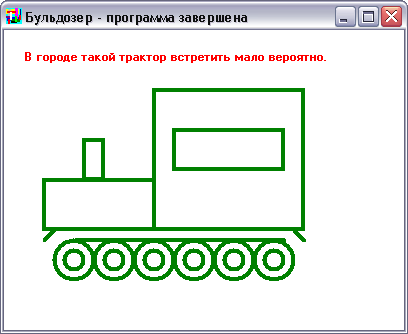 Бульдозер - программа завершена
В городе такой трактор встретить мало вероятно.